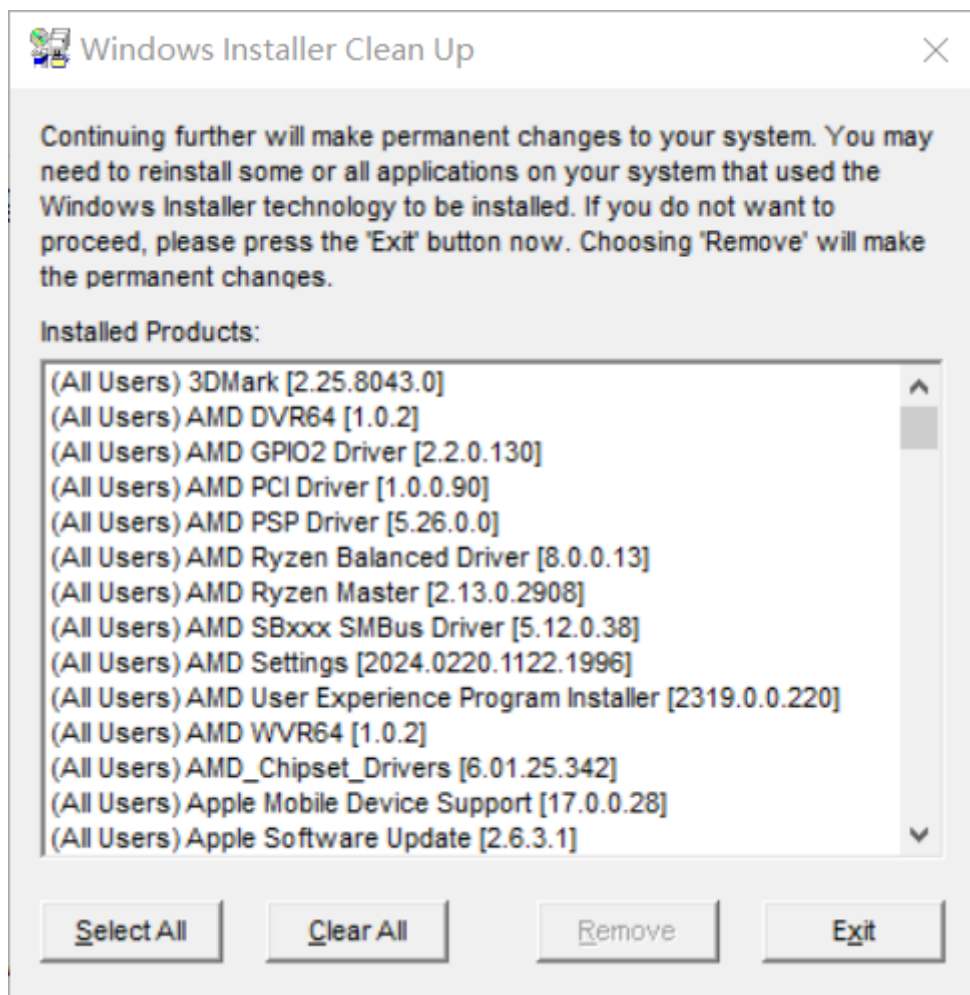 Windows Installer Clean Up
Continuing further will make permanent changes to your system. You may
need to reinstall some or all applications on your system that used the
Windows Installer technology to be installed. If you do not want to
proceed, please press the 'Exit' button now. Choosing 'Remove' will make
the permanent changes.
Installed Products:
(All Users) 3DMark [2.25.8043.0]
(All Users) AMD DVR64 [1.0.2]
(All Users) AMD GPIO2 Driver [2.2.0.130]
(All Users) AMD PCI Driver [1.0.0.90]
(All Users) AMD PSP Driver [5.26.0.0]
(All Users) AMD Ryzen Balanced Driver [8.0.0.13]
(All Users) AMD Ryzen Master [2.13.0.2908]
(All Users) AMD SBxxx SMBus Driver [5.12.0.38]
(All Users) AMD Settings [2024.0220.1122.1996]
(All Users) AMD User Experience Program Installer [2319.0.0.220]
(All Users) AMD WVR64 [1.0.2]
(All Users) AMD_Chipset_Drivers [6.01.25.342]
(All Users) Apple Mobile Device Support [17.0.0.28]
(All Users) Apple Software Update [2.6.3.1]
Select All Clear All Remove Exit